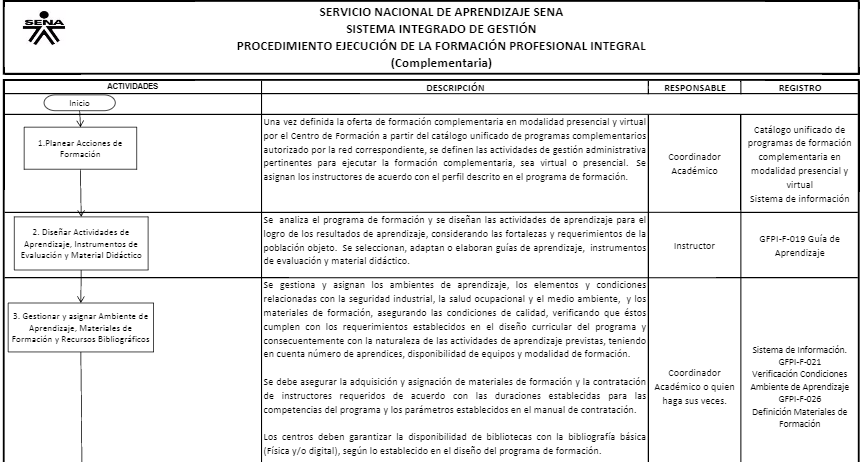 SENA
SERVICIO NACIONAL DE APRENDIZAJE SENA
SISTEMA INTEGRADO DE GESTIÓN
PROCEDIMIENTO EJECUCIÓN DE LA FORMACIÓN PROFESIONAL INTEGRAL
(Complementaria)
ACTIVIDADES
DESCRIPCIÓN
RESPONSABLE
REGISTRO
Inicio
1.Planear Acciones de
Formación
Una vez definida la oferta de formación complementaria en modalidad presencial y virtual
por el Centro de Formación a partir del catálogo unificado de programas complementarios
autorizado por la red correspondiente, se definen las actividades de gestión administrativa
pertinentes para ejecutar la formación complementaria, sea virtual o presencial. Se
asignan los instructores de acuerdo con el perfil descrito en el programa de formación.
Coordinador
Académico
Catálogo unificado de
programas de formación
complementaria en
modalidad presencial y
virtual
Sistema de información
2. Diseñar Actividades de
Aprendizaje, Instrumentos de
Evaluación y Material Didáctico
Se analiza el programa de formación y se diseñan las actividades de aprendizaje para el
logro de los resultados de aprendizaje, considerando las fortalezas y requerimientos de la
población objeto. Se seleccionan, adaptan o elaboran guías de aprendizaje, instrumentos
de evaluación y material didáctico.
Instructor
GFPI-F-019 Guía de
Aprendizaje
3. Gestionar y asignar Ambiente de
Aprendizaje, Materiales de
Formación y Recursos Bibliográficos
Se gestiona y asignan los ambientes de aprendizaje, los elementos y condiciones
relacionadas con la seguridad industrial, la salud ocupacional y el medio ambiente, y los
materiales de formación, asegurando las condiciones de calidad, verificando que éstos
cumplen con los requerimientos establecidos en el diseño curricular del programa y
consecuentemente con la naturaleza de las actividades de aprendizaje previstas, teniendo
en cuenta número de aprendices, disponibilidad de equipos y modalidad de formación.
Se debe asegurar la adquisición y asignación de materiales de formación y la contratación
de instructores requeridos de acuerdo con las duraciones establecidas para las
competencias del programa y los parámetros establecidos en el manual de contratación.
Los centros deben garantizar la disponibilidad de bibliotecas con la bibliografía básica
(Física y/o digital), según lo establecido en el diseño del programa de formación.
Coordinador
Académico o quien
haga sus veces.
Sistema de Información.
GFPI-F-021
Verificación Condiciones
Ambiente de Aprendizaje
GFPI-F-026
Definición Materiales de
Formación